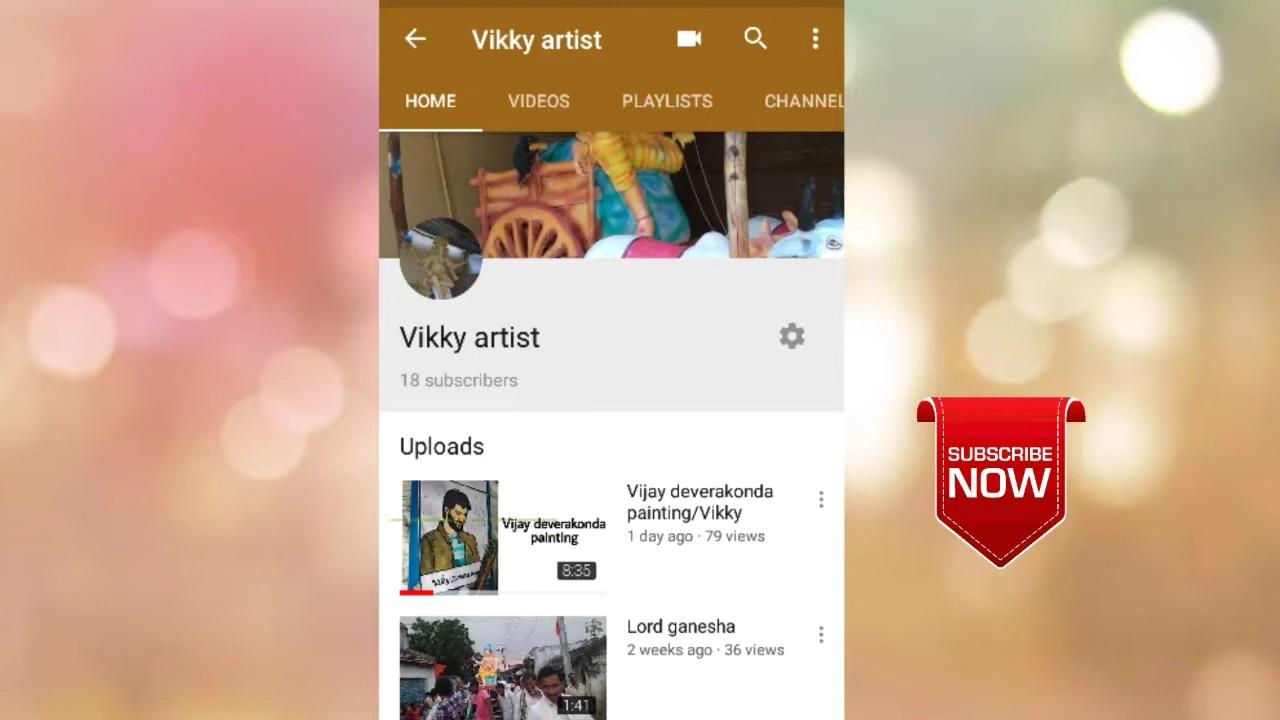 Vikky artist
HOME VIDEOS PLAYLISTS CHANNEL
Vikky artist
18 subscribers
Uploads
Vijay deverakonda
painting
8:35
Vijay deverakonda
painting/Vikky
1 day ago · 79 views
Lord ganesha
2 weeks ago · 36 views
1:41
SUBSCRIBE
NOW